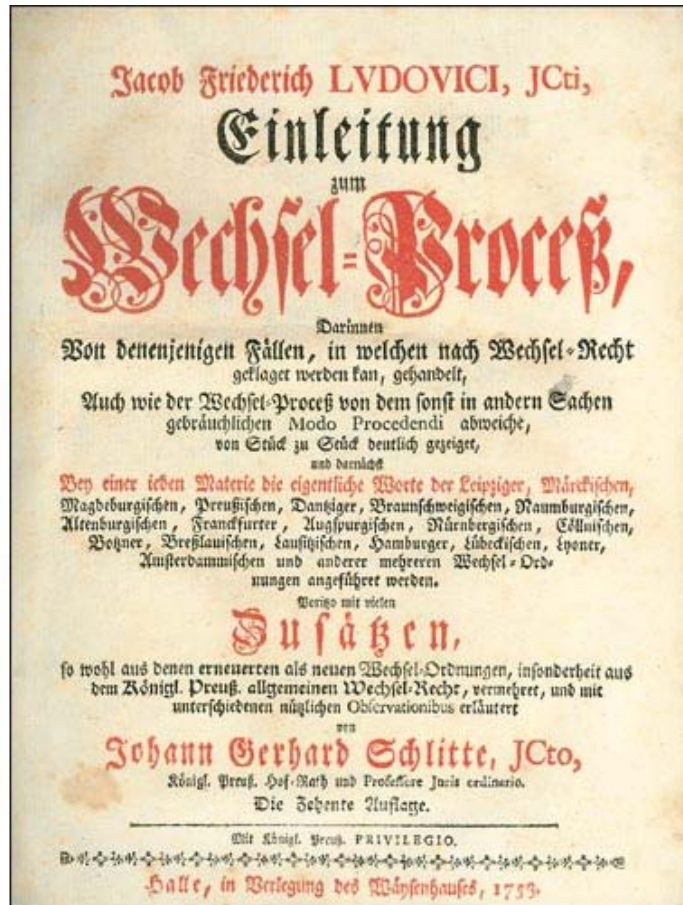 Jacob Friederich LVDOVICI, JCti,
Einleitung
zum
Wechsel-Proceß,
Darinnen
Von denenjenigen Fällen, in welchen nach Wechsel-Recht
geklaget werden kan, gehandelt,
Auch wie der Wechsel-Proceß von dem sonst in andern Sachen
gebräuchlichen Modo Procedendi abweiche,
von Stück zu Stück deutlich gezeiget,
und darnächst
Bey einer ieden Materie die eigentliche Worte der Leipziger, Märckischen,
Magdeburgischen, Preußischen, Dantziger, Braunschweigischen, Naumburgischen,
Altenburgischen, Franckfurter, Augspurgischen, Nürnbergischen, Cöllnischen,
Botzner, Breßlauischen, Lausitzischen, Hamburger, Lübeckischen, Lyoner,
Amsterdammischen und anderer mehreren Wechsel-Ord-
nungen angeführet werden.
Voritzo mit vielen
Zusätzen,
so wohl aus denen erneuerten als neuen Wechsel-Ordnungen, insonderheit aus
dem Königl. Preuß. allgemeinen Wechsel-Recht, vermehret, und mit
unterschiedenen nützlichen Observationibus erläutert
von
Johann Gerhard Schlitte, JCto,
Königl. Preuß. Hof-Rath und Professore Juris ordinario.
Die Zehente Auflage.
Mit Königl. Preuß. PRIVILEGIO.
Halle, in Verlegung des Wäysenhauses, 1753.